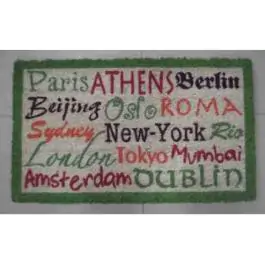 Paris ATHENS Berlin
Beijing Oslo ROMA
Sydney New-York Rio
London Tokyo Mumbai
Amsterdam DUBLIN